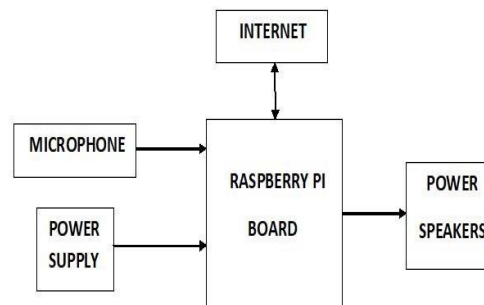 INTERNET
MICROPHONE
RASPBERRY PI
BOARD
POWER
SUPPLY
POWER
SPEAKERS